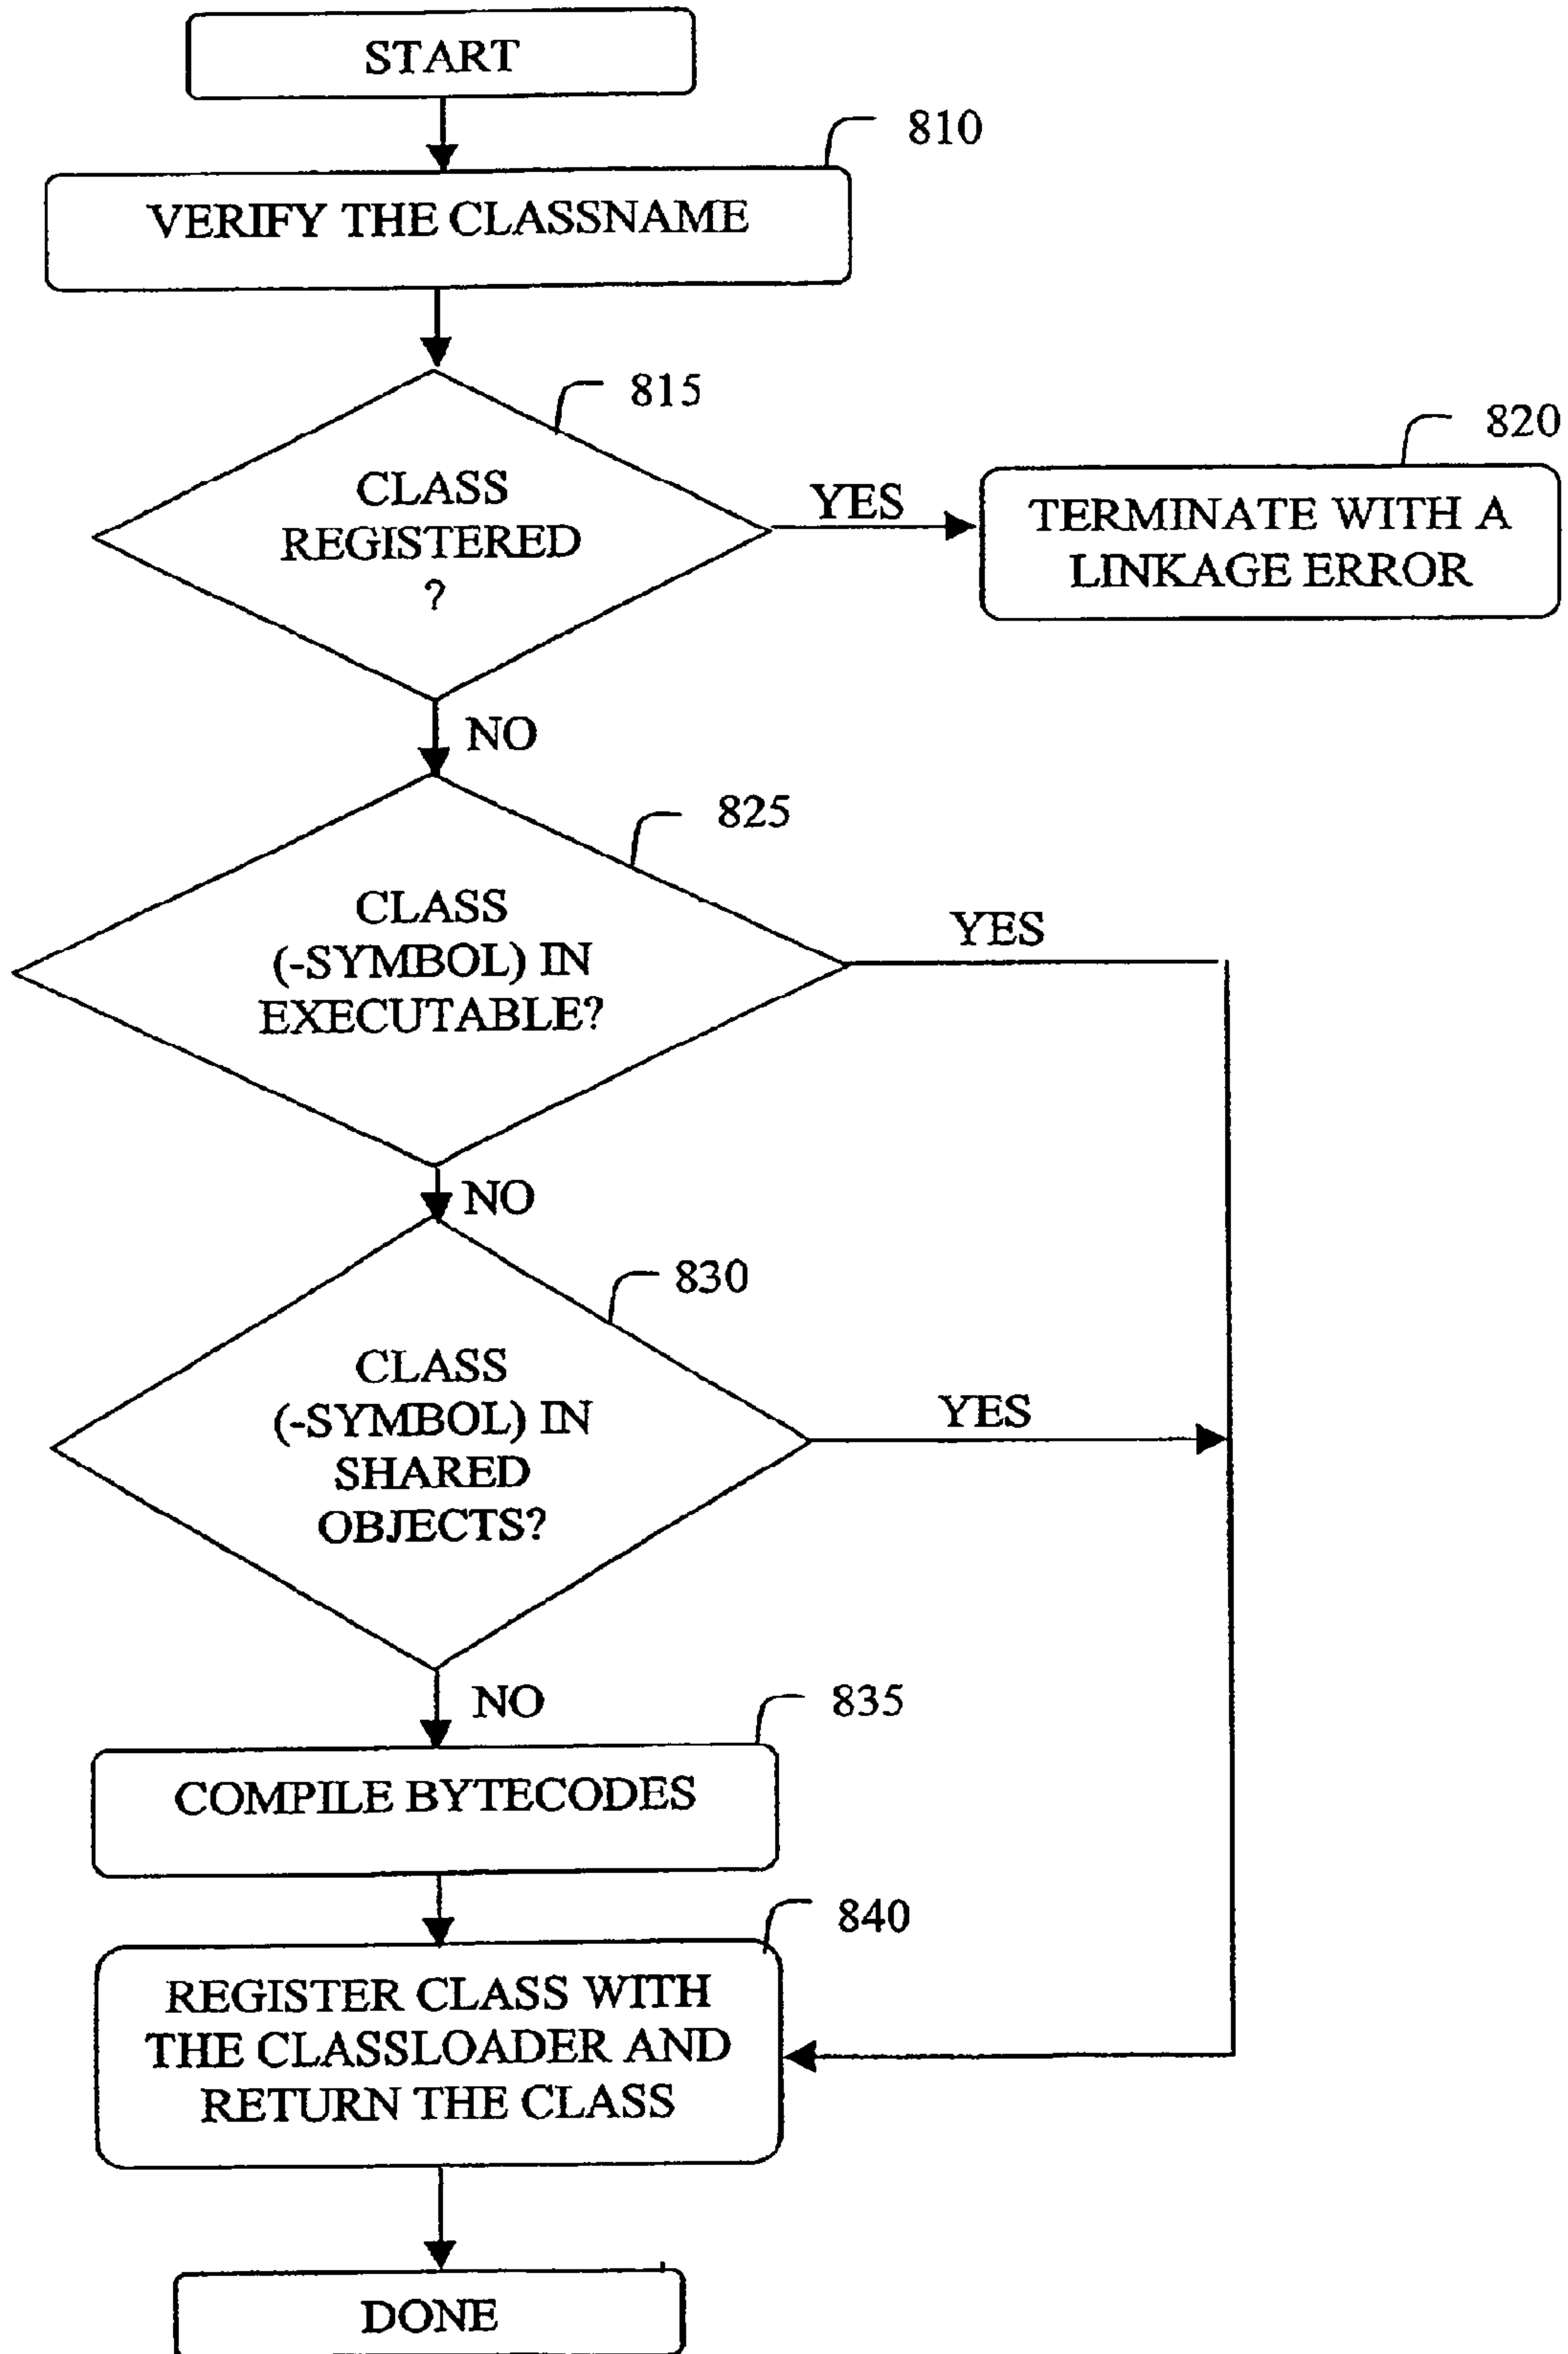 START
810
VERIFY THE CLASSNAME
815
CLASS
REGISTERED
?
YES
820
TERMINATE WITH A
LINKAGE ERROR
NO
825
CLASS
(-SYMBOL) IN
EXECUTABLE?
YES
NO
830
CLASS
(-SYMBOL) IN
SHARED
OBJECTS?
YES
NO
835
COMPILE BYTECODES
840
REGISTER CLASS WITH
THE CLASSLOADER AND
RETURN THE CLASS
DONE